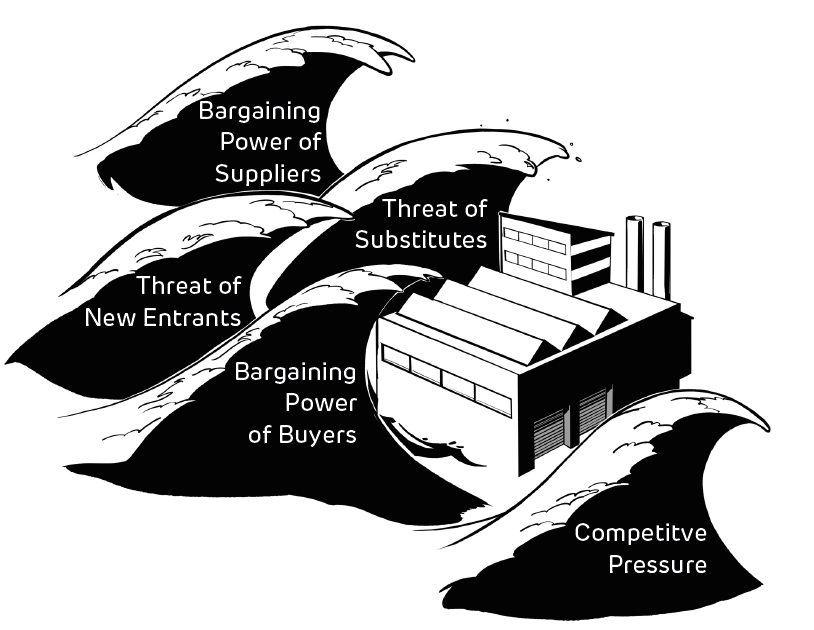 Bargaining
Power of
Suppliers
Threat of
Substitutes
Threat of
New Entrants
Bargaining
Power
of Buyers
Competitve
Pressure